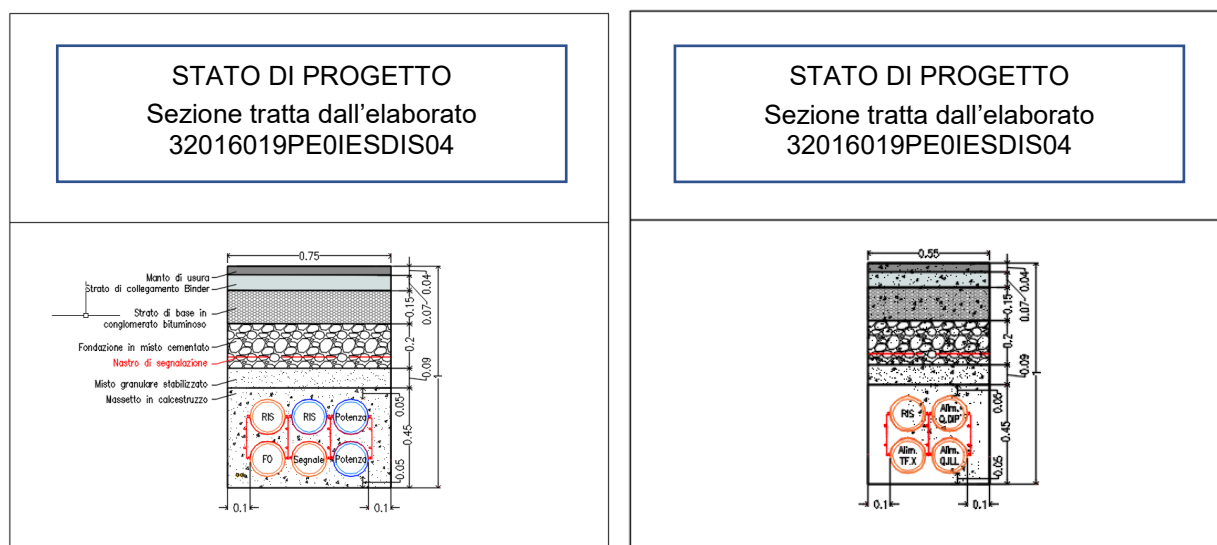 STATO DI PROGETTO
Sezione tratta dall'elaborato
32016019PE0IESDIS04
0.75
Manto di usura
Strato di collegamento Binder
Strato di base in
conglomerato bituminoso
Fondazione in misto cementato
Nastro di segnalazione
Misto granulare stabilizzato
Massetto in calcestruzzo
0.04
0.07
0.15
0.2
0.09
1
0.05
0.45
0.05
RIS
RIS
Potenza
FO
Segnale
Potenza
0.1
0.1
STATO DI PROGETTO
Sezione tratta dall'elaborato
32016019PE0IESDIS04
0.55
0.04
0.07
0.15
0.2
0.09
1
0.05
0.45
0.05
RIS
Alim.
Q.DIP
Alim.
TF.X
Alim.
0.1
0.1